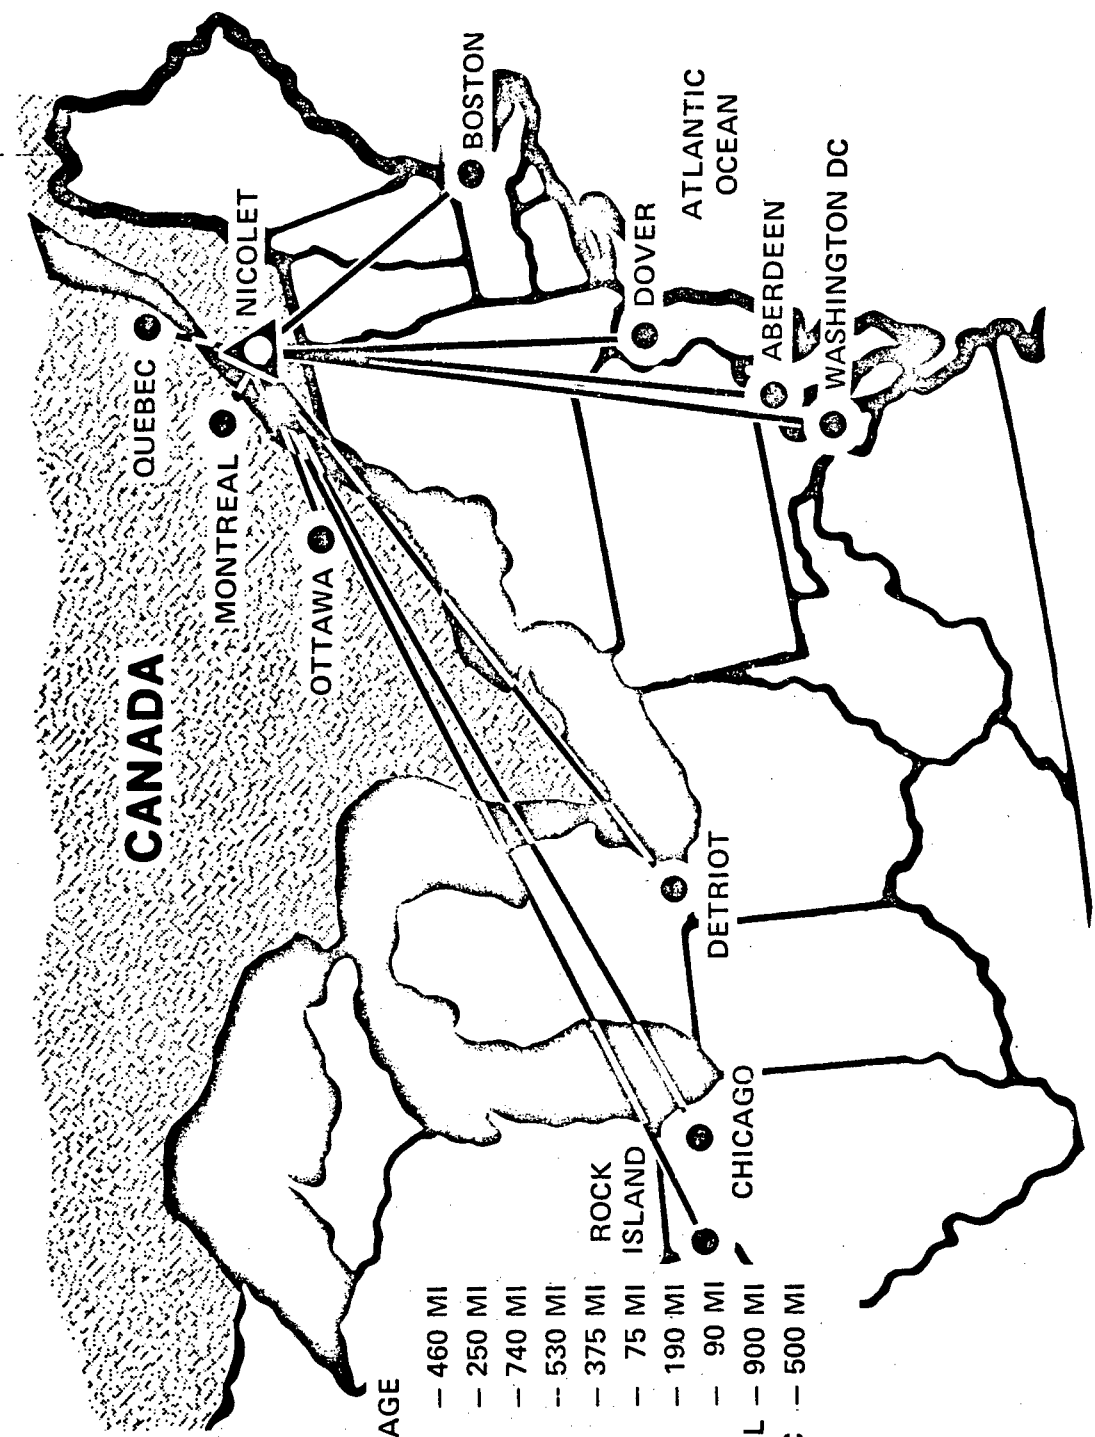 CANADA
QUEBEC
NICOLET
MONTREAL
OTTAWA
BOSTON
ATLANTIC
OCEAN
DOVER
ABERDEEN
WASHINGTON DC
DETRIOT
CHICAGO
ROCK
ISLAND
AGE
– 460 MI
– 250 MI
– 740 MI
-- 530 MI
– 375 MI
– 75 MI
– 190 MI
– 90 MI
L – 900 MI
– 500 MI